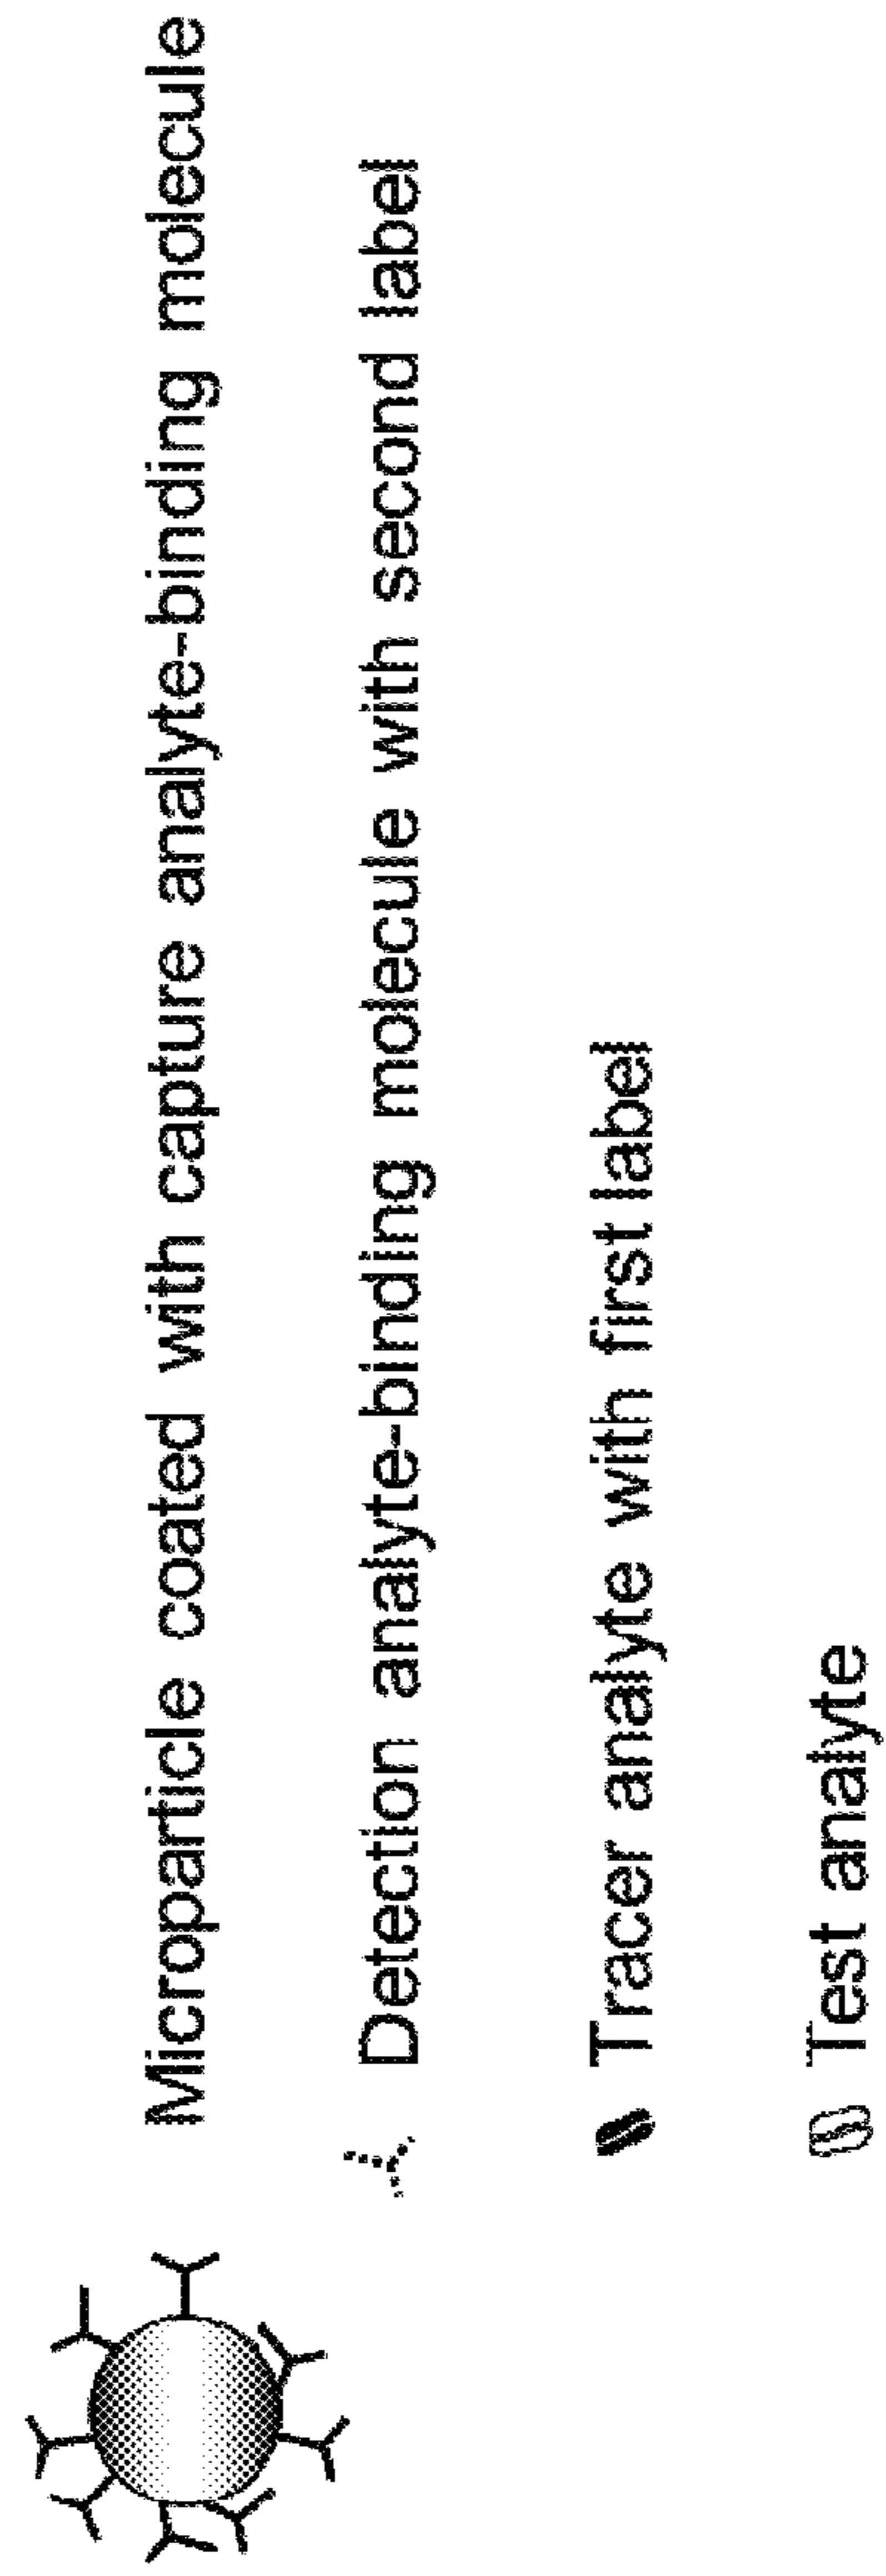 Microparticle coated with capture analyte-binding molecule
Detection analyte-binding molecule with second label
Tracer analyte with first label
Test analyte